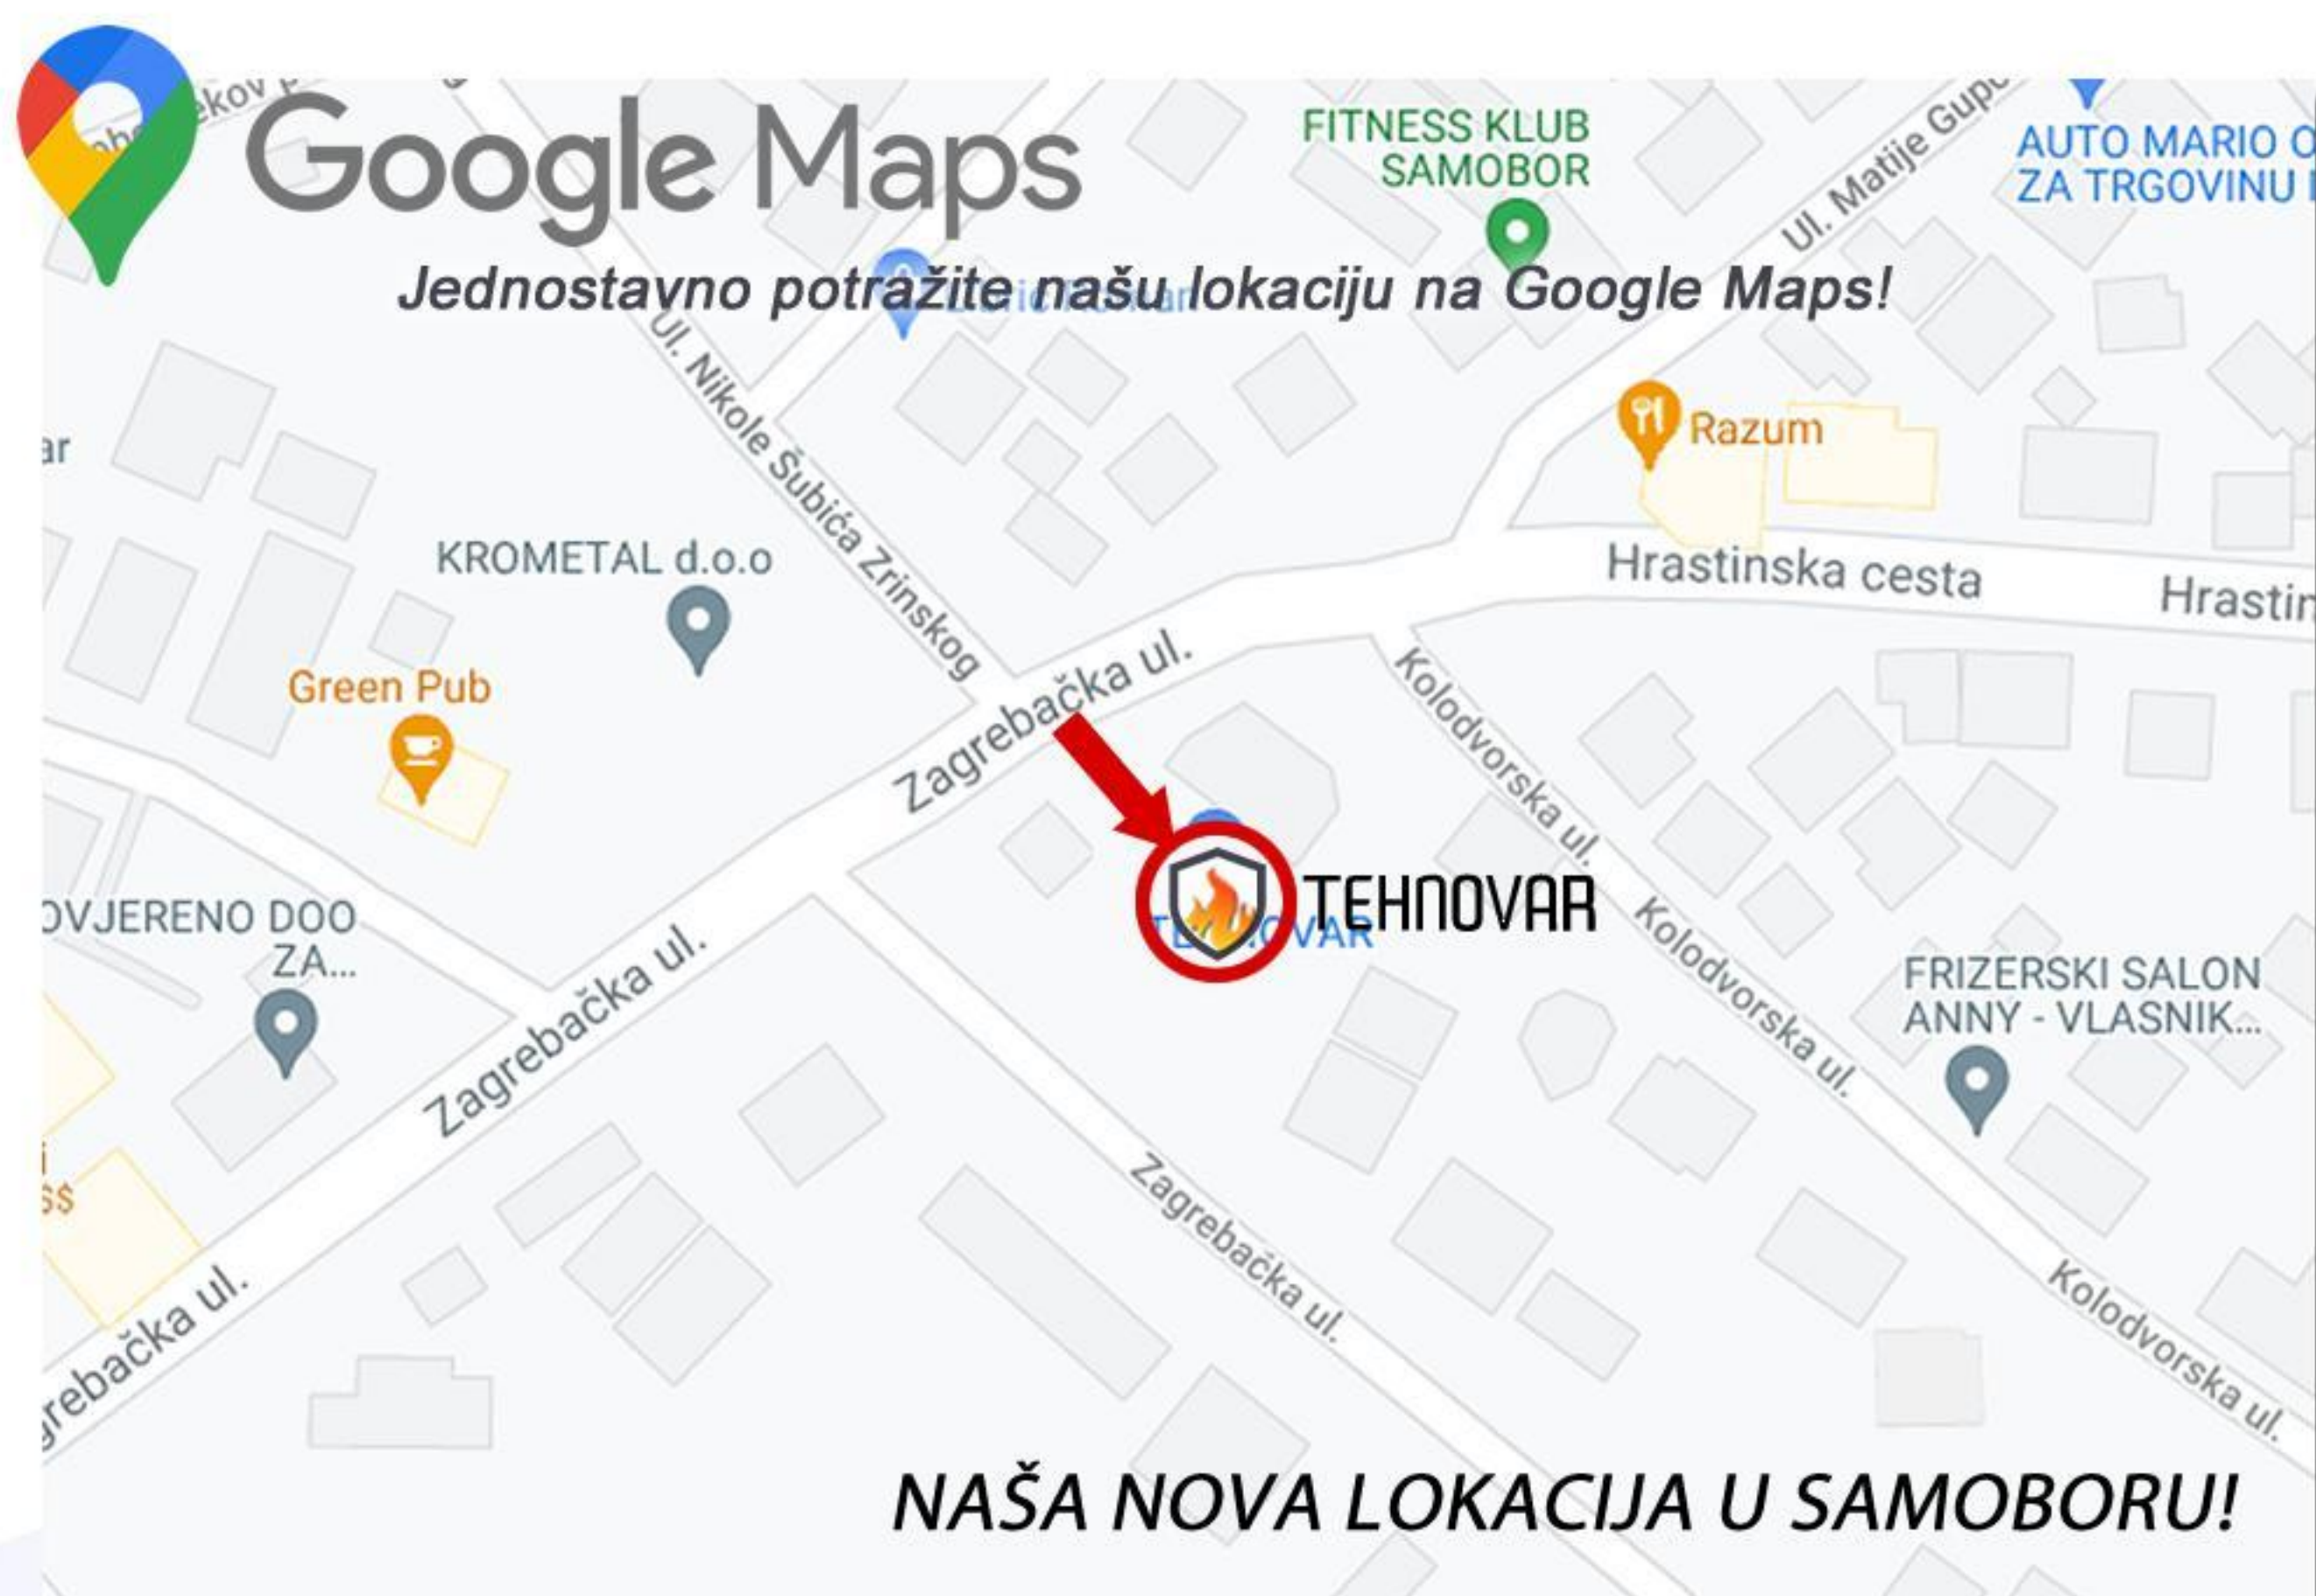 Google Maps
FITNESS KLUB
SAMOBOR
Ul. Matije Gupc
AUTO MARIO O
ZA TRGOVINU
Jednostavno potražite našu lokaciju na Google Maps!
Ul. Nikole Šubića Zrinskog
ar
Razum
KROMETAL d.o.o
Hrastinska cesta
Hrastin
Green Pub
Zagrebačka ul.
Kolodvorska ul.
TEHNOVAR
OVJERENO DOO
ZA...
Zagrebačka ul.
Kolodvorska ul.
FRIZERSKI SALON
ANNY - VLASNIK...
$$
Zagrebačka ul.
grebačka ul.
Kolodvorska ul.
NAŠA NOVA LOKACIJA U SAMOBORU!